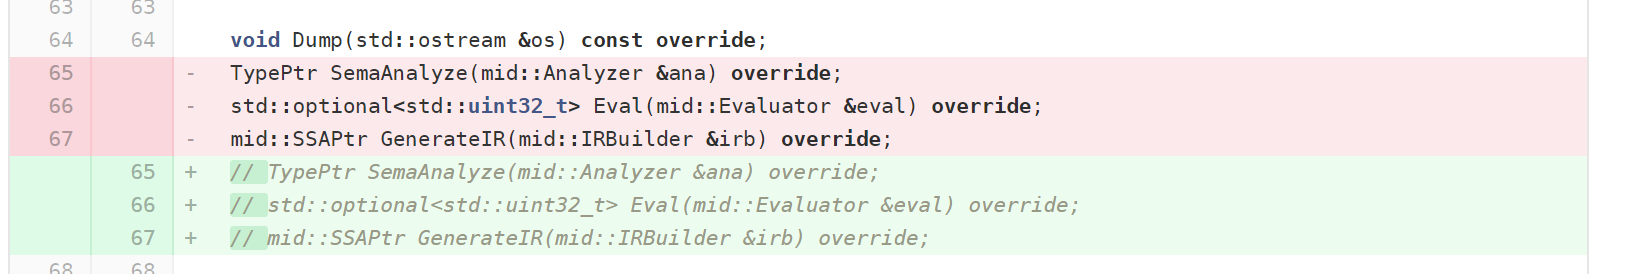 63 63
64 64 void Dump(std::ostream &os) const override;
65 - TypePtr SemaAnalyze(mid::Analyzer &ana) override;
66 - std::optional<std::uint32_t> Eval(mid::Evaluator &eval) override;
67 - mid::SSAPtr GenerateIR(mid::IRBuilder &irb) override;
65 + // TypePtr SemaAnalyze(mid::Analyzer &ana) override;
66 + // std::optional<std::uint32_t> Eval(mid::Evaluator &eval) override;
67 + // mid::SSAPtr GenerateIR(mid::IRBuilder &irb) override;
68 68